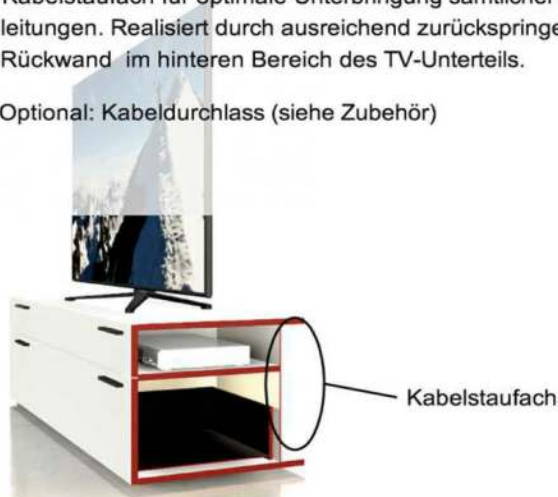 Kabelstaufach für optimale Unterbringung sämtlicher
leitungen. Realisiert durch ausreichend zurückspringe
Rückwand im hinteren Bereich des TV-Unterteils.
Optional: Kabeldurchlass (siehe Zubehör)
Kabelstaufach